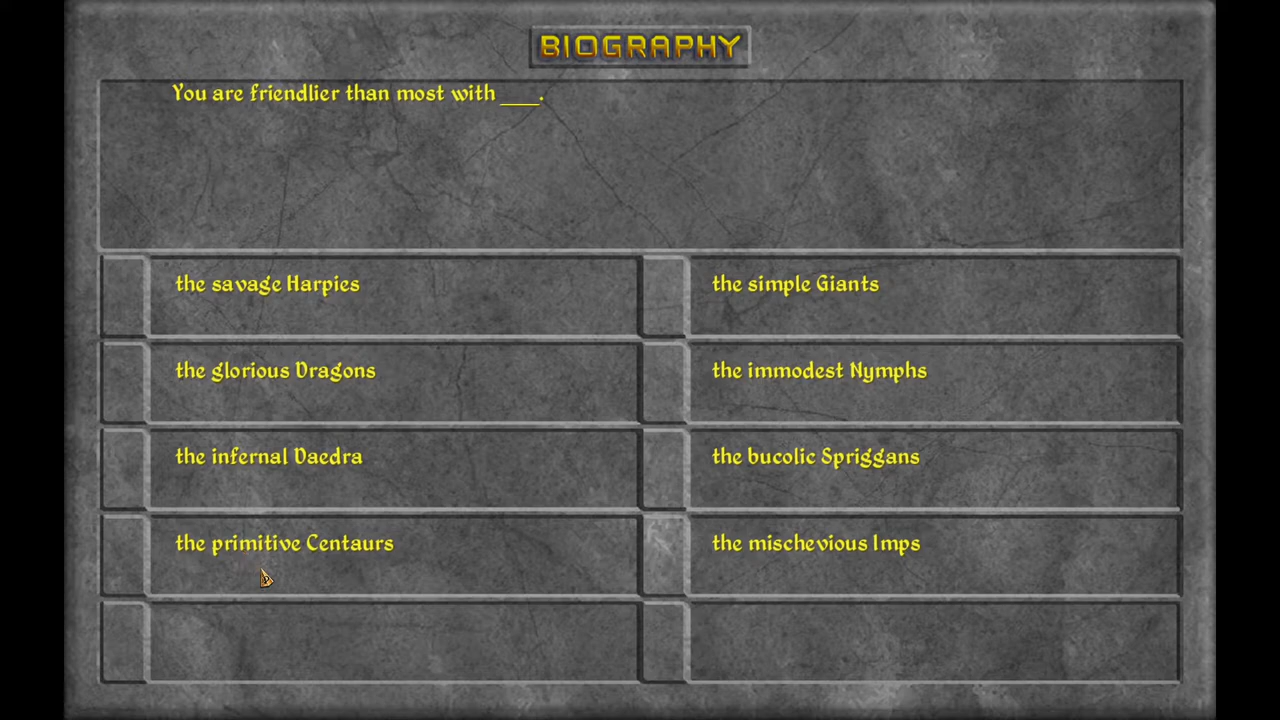 BIOGRAPHY
You are friendlier than most with ____.
the savage Harpies
the simple Giants
the glorious Dragons
the immodest Nymphs
the infernal Daedra
the bucolic Spriggans
the primitive Centaurs
the mischevious Imps